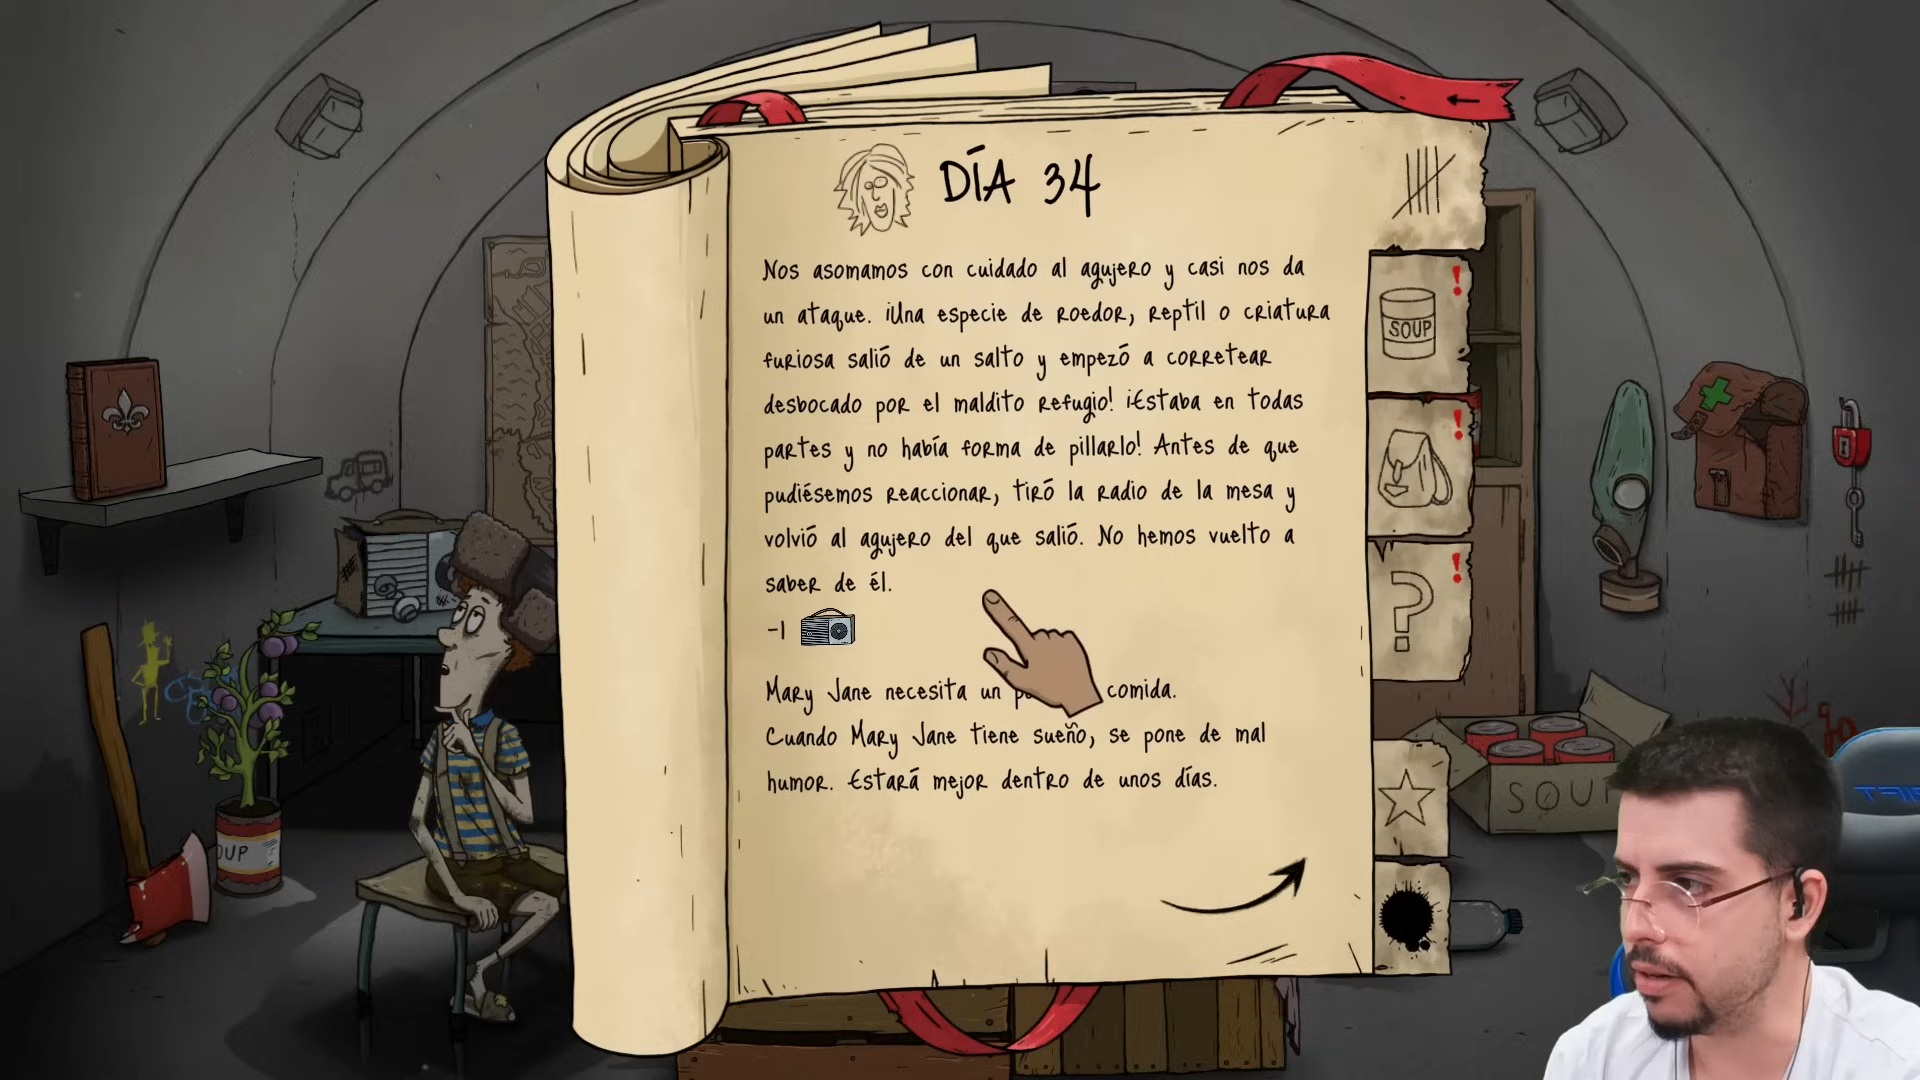 DÍA 34
Nos asomamos con cuidado al agujero y casi nos da
un ataque. ¡Una especie de roedor, reptil o criatura
furiosa salió de un salto y empezó a corretear
desbocado por el maldito refugio! ¡Estaba en todas
partes y no había forma de pillarlo! Antes de que
pudiésemos reaccionar, tiró la radio de la mesa y
volvió al agujero del que salió. No hemos vuelto a
saber de él.
-1
Mary Jane necesita un comida.
Cuando Mary Jane tiene sueño, se pone de mal
humor. Estará mejor dentro de unos días.
SOUP
!
!
?
!
SOU
OUP